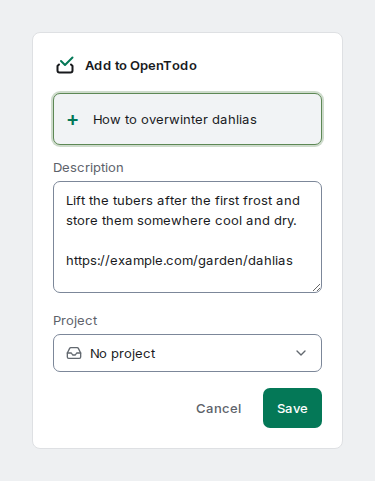 Add to OpenTodo
+ How to overwinter dahlias
Description
Lift the tubers after the first frost and
store them somewhere cool and dry.
https://example.com/garden/dahlias
Project
No project
Cancel Save